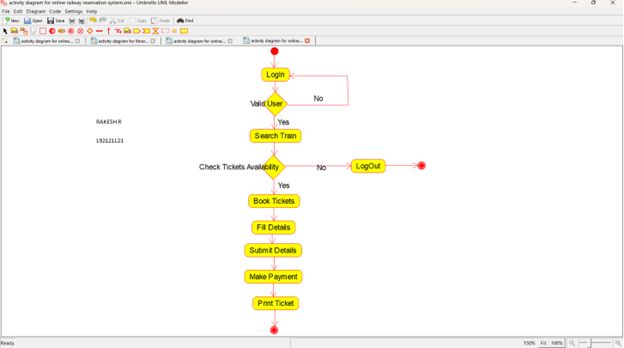 activity diagram for online railway reservation system.xmi - Umbrello UML Modeller
File Edit Diagram Code Settings Help
New Open Save Cut Copy Paste Find
activity diagram for online... activity diagram for librar... activity diagram for online... activity diagram for online...
LogIn
Valid User
No
Yes
RAKESH R
Search Train
192121121
Check Tickets Availability
No
LogOut
Yes
Book Tickets
Fill Details
Submit Details
Make Payment
Print Ticket
Ready.
150% Fit 100%